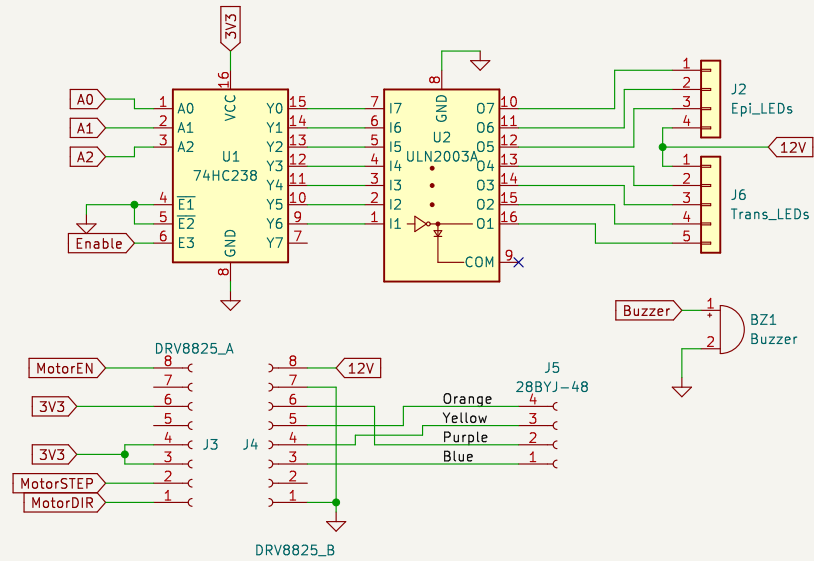 3V3
16
VCC
A0
A1
A2
1 A0
2 A1
3 A2
4 E1
5 E2
6 E3
Enable
U1
74HC238
Y0 15
Y1 14
Y2 13
Y3 12
Y4 11
Y5 10
Y6 9
Y7 7
GND
8
8
GND
U2
ULN2003A
7 I7
6 I6
5 I5
4 I4
3 I3
2 I2
1 I1
O7 10
O6 11
O5 12
O4 13
O3 14
O2 15
O1 16
COM 9
1
2
3
4
J2
Epi_LEDs
12V
1
2
3
4
5
J6
Trans_LEDs
Buzzer
1
+
2
BZ1
Buzzer
DRV8825_A
MotorEN 8
7
3V3 6
5
3V3 4
3
MotorSTEP 2
MotorDIR 1
J3
J4
8 12V
7
6
5
4
3
2
1
DRV8825_B
J5
28BYJ-48
Orange 4
Yellow 3
Purple 2
Blue 1